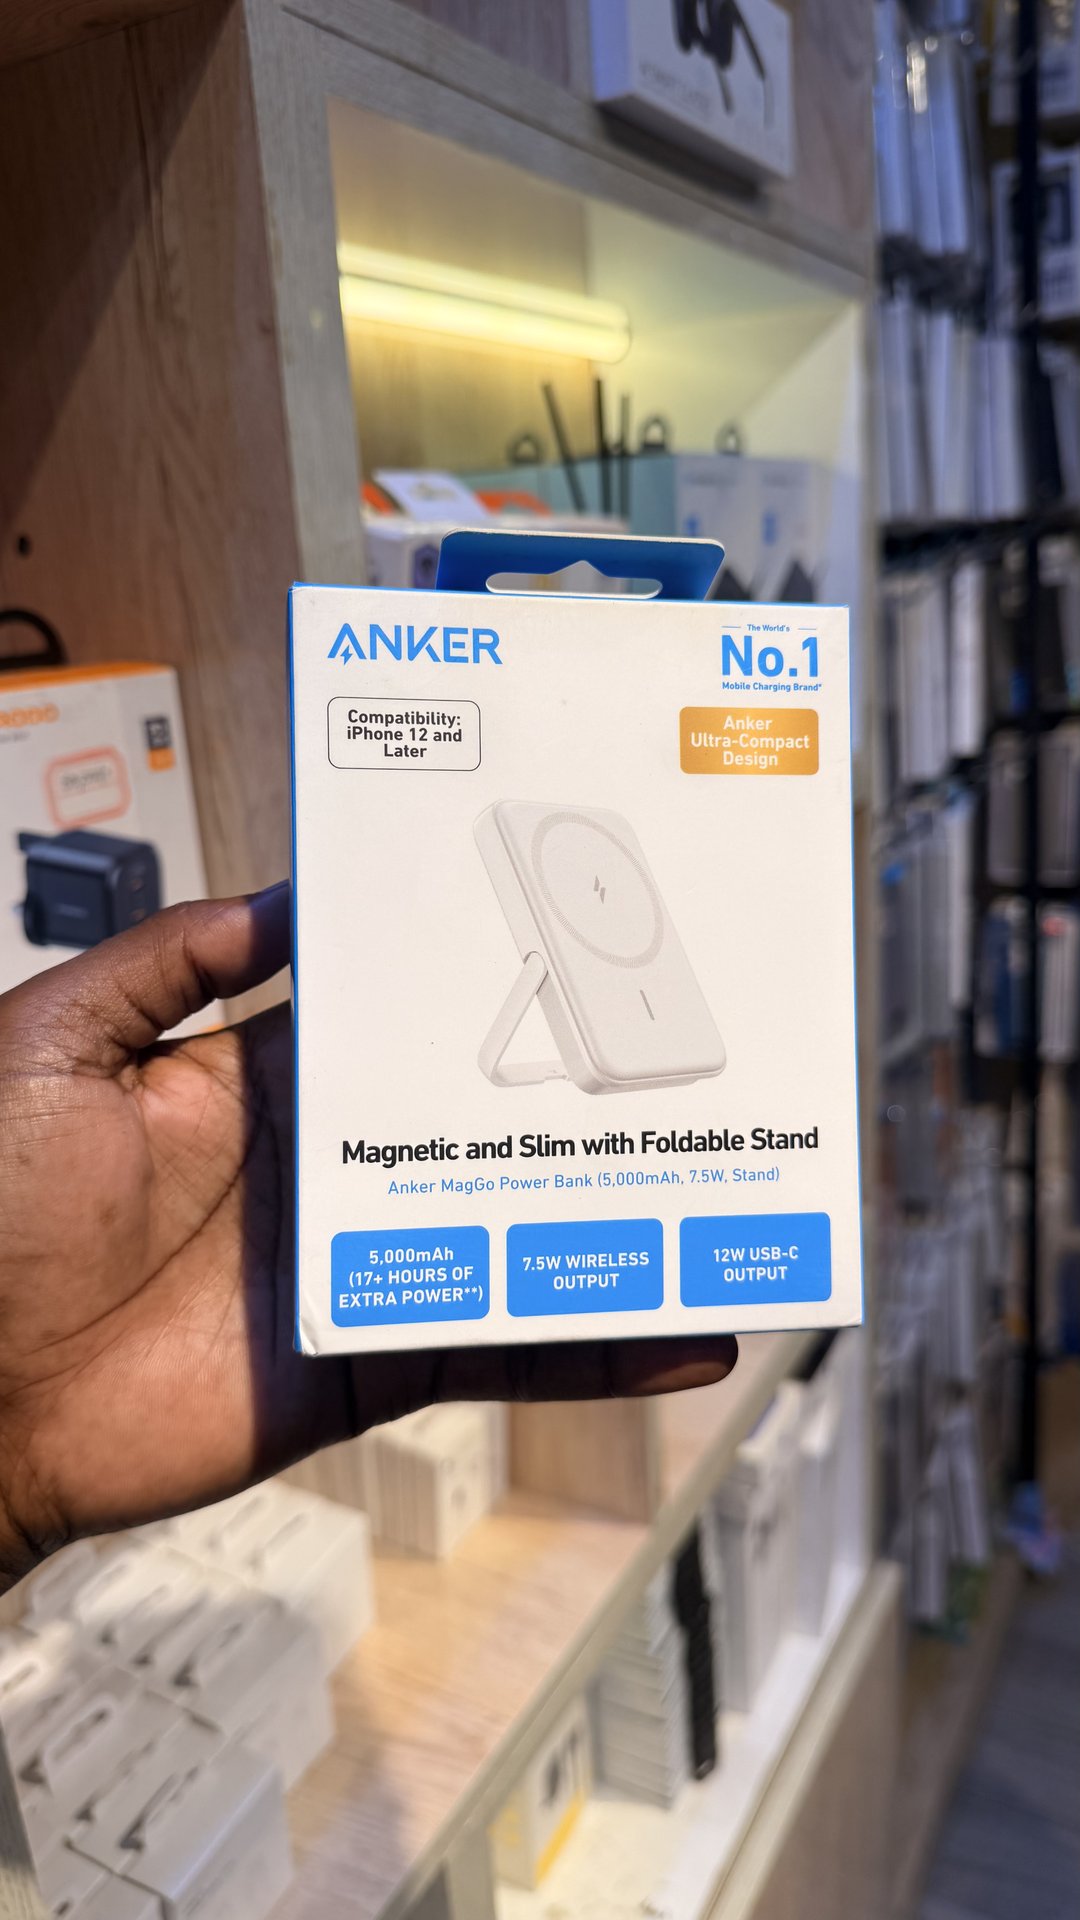 ANKER
The World's
No.1
Mobile Charging Brand*
Compatibility:
iPhone 12 and
Later
Anker
Ultra-Compact
Design
Magnetic and Slim with Foldable Stand
Anker MagGo Power Bank (5,000mAh, 7.5W, Stand)
5,000mAh
(17+ HOURS OF
EXTRA POWER**)
7.5W WIRELESS
OUTPUT
12W USB-C
OUTPUT